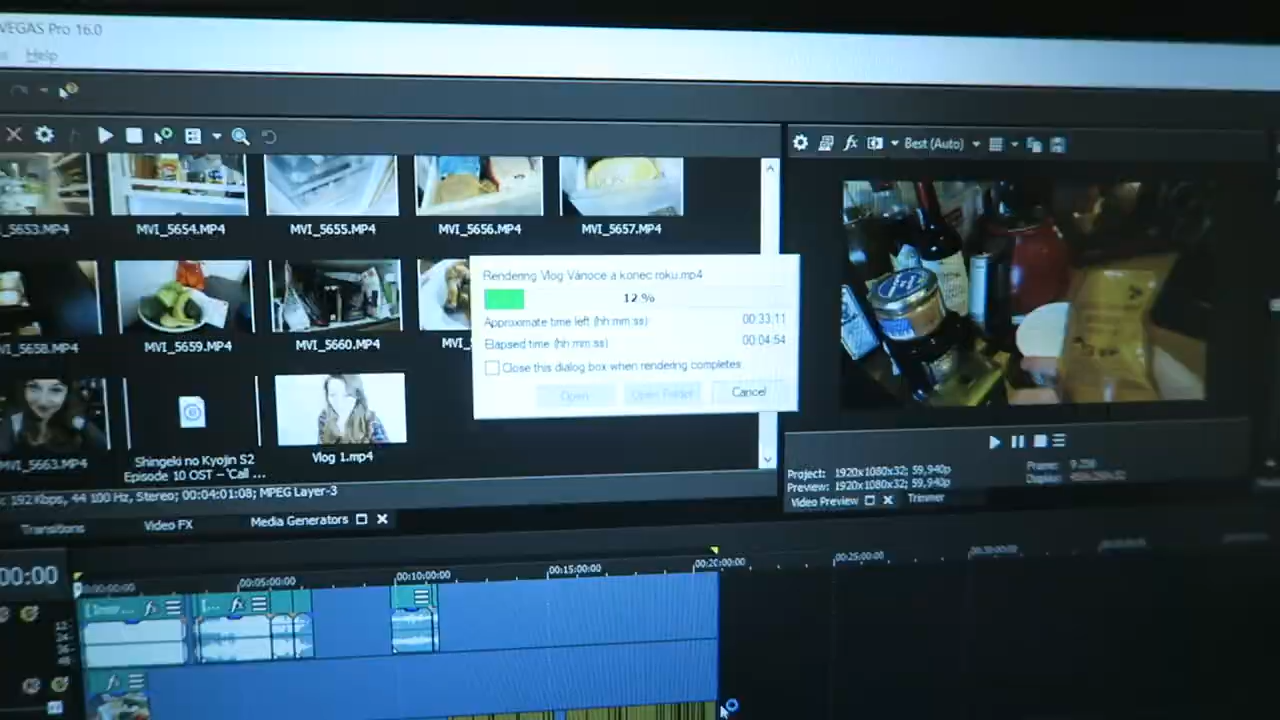 VEGAS Pro 16.0
Help
Best (Auto)
_5653.MP4
MVI_5654.MP4
MVI_5655.MP4
MVI_5656.MP4
MVI_5657.MP4
Rendering Vlog Vánoce a konec roku.mp4
12 %
Approximate time left (hh:mm:ss):
00:33:11
Elapsed time (hh:mm:ss)
00:04:54
Close this dialog box when rendering completes
Open
Open Folder
Cancel
MVI_5658.MP4
MVI_5659.MP4
MVI_5660.MP4
MVI_5663.MP4
Shingeki no Kyojin S2
Episode 10 OST – 'Call ...
Vlog 1.mp4
: 192 Kbps, 44 100 Hz, Stereo; 00:04:01:08; MPEG Layer-3
Project: 1920x1080x32; 59,940p
Preview: 1920x1080x32; 59,940p
Frame:
Video Preview
Trimmer
Transitions
Video FX
Media Generators
00:00
00:05:00:00
00:10:00:00
00:15:00:00
00:20:00:00
00:25:00:00